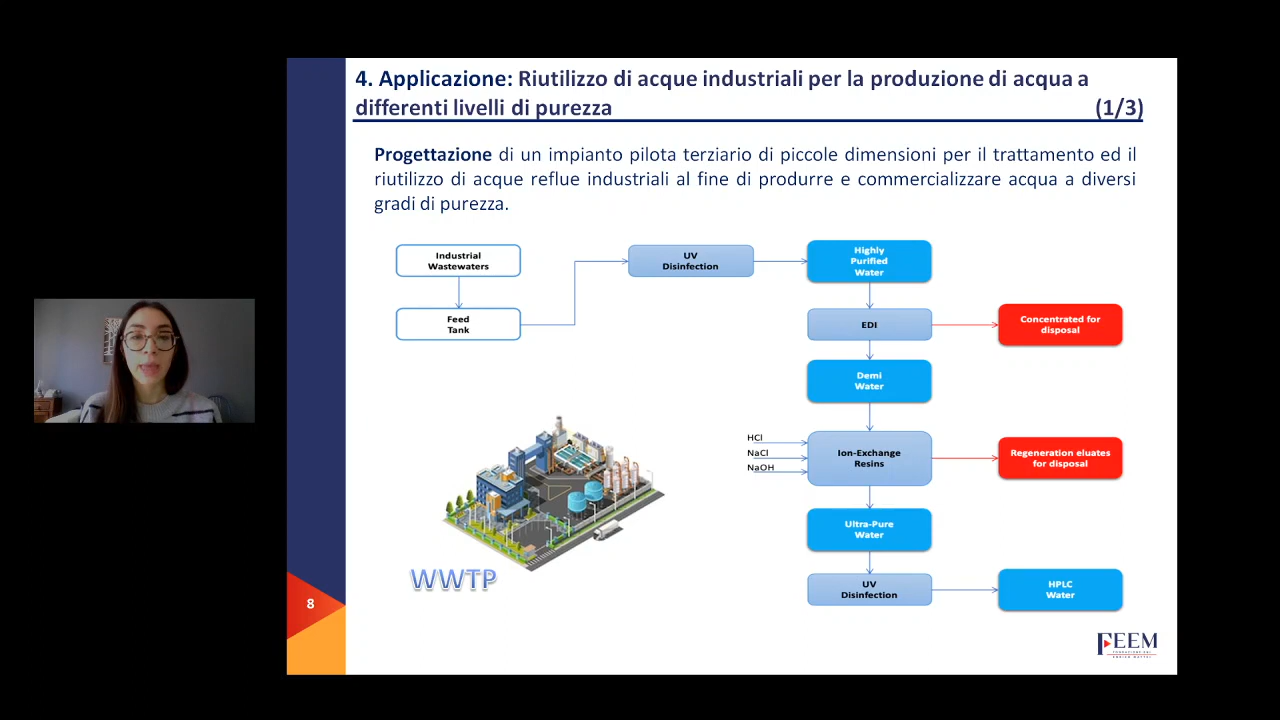 4. Applicazione: Riutilizzo di acque industriali per la produzione di acqua a
differenti livelli di purezza (1/3)
Progettazione di un impianto pilota terziario di piccole dimensioni per il trattamento ed il
riutilizzo di acque reflue industriali al fine di produrre e commercializzare acqua a diversi
gradi di purezza.
Industrial
Wastewaters
Feed
Tank
UV
Disinfection
Highly
Purified
Water
EDI
Concentrated for
disposal
Demi
Water
HCl
NaCl
NaOH
Ion-Exchange
Resins
Regeneration eluates
for disposal
Ultra-Pure
Water
UV
Disinfection
HPLC
Water
WWTP
8
FEEM
FONDAZIONE ENI
ENRICO MATTEI